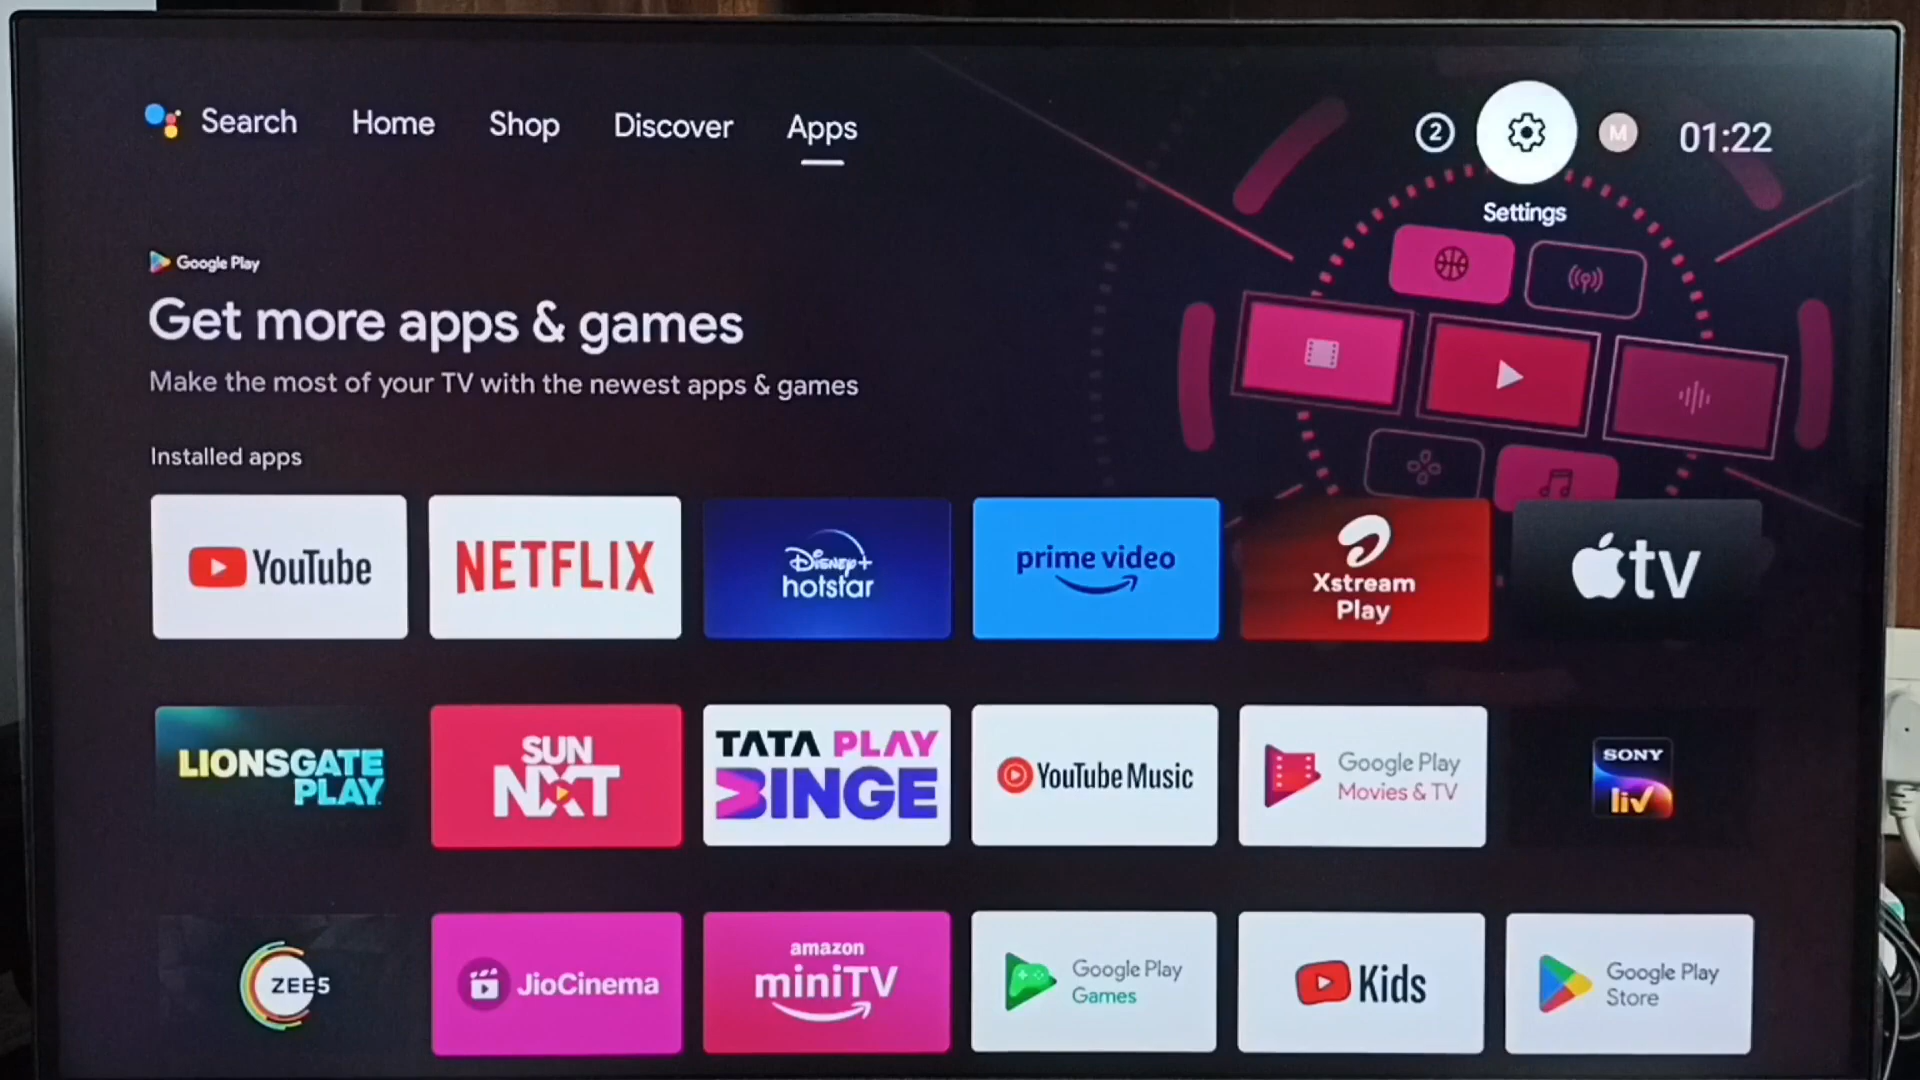 Search Home Shop Discover Apps
2
M
01:22
Settings
Google Play
Get more apps & games
Make the most of your TV with the newest apps & games
Installed apps
YouTube
NETFLIX
Disney+
hotstar
prime video
Xstream
Play
tv
LIONSGATE
PLAY
SUN
NXT
TATA PLAY
BINGE
YouTube Music
Google Play
Movies & TV
SONY
liv
ZEE5
JioCinema
amazon
miniTV
Google Play
Games
Kids
Google Play
Store